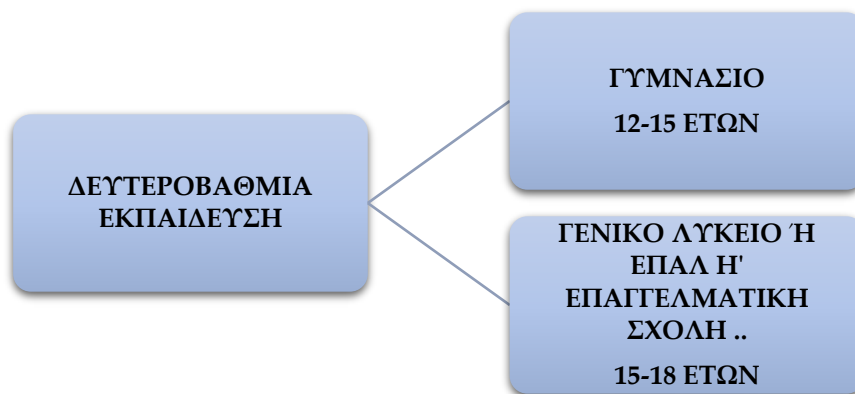 ΔΕΥΤΕΡΟΒΑΘΜΙΑ
ΕΚΠΑΙΔΕΥΣΗ
ΓΥΜΝΑΣΙΟ
12-15 ΕΤΩΝ
ΓΕΝΙΚΟ ΛΥΚΕΙΟ Ή
ΕΠΑΛ Η'
ΕΠΑΓΓΕΛΜΑΤΙΚΗ
ΣΧΟΛΗ ..
15-18 ΕΤΩΝ